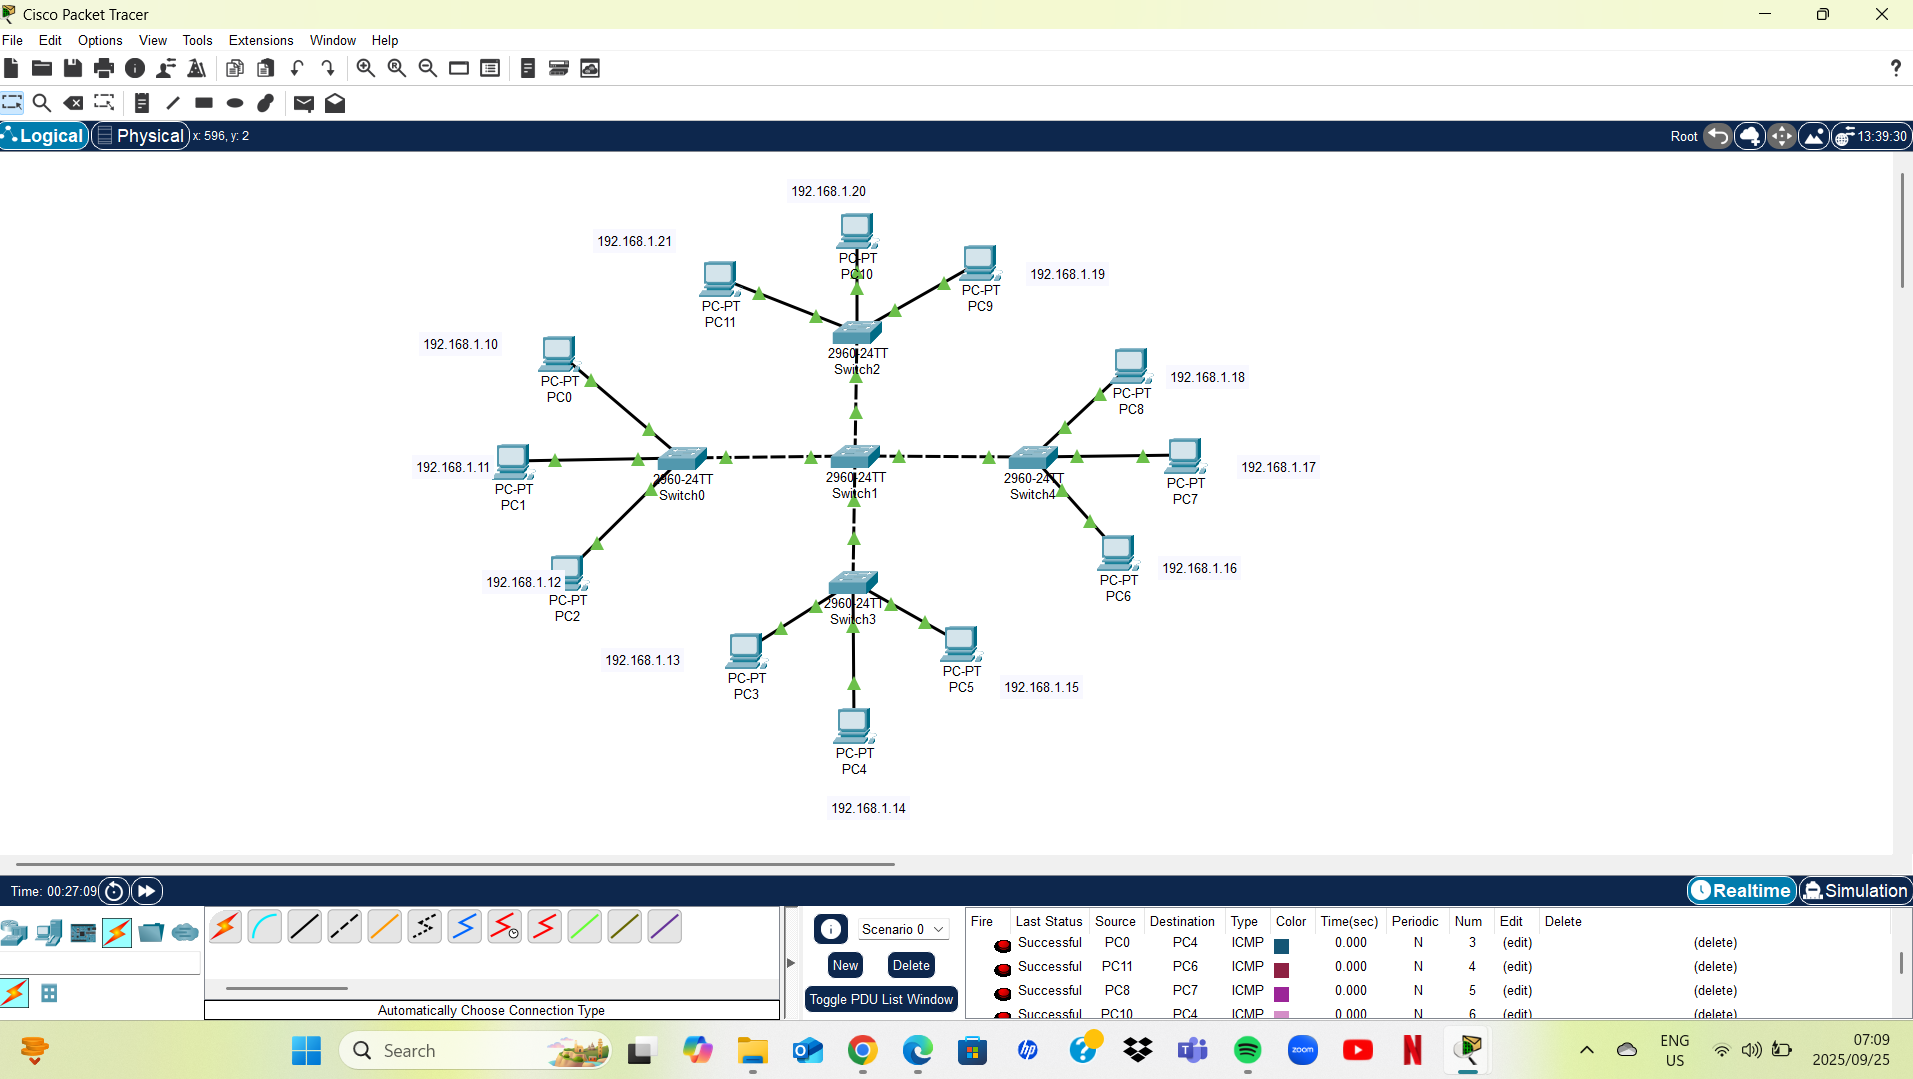 Cisco Packet Tracer
File Edit Options View Tools Extensions Window Help
?
Logical Physical x: 596, y: 2 Root 13:39:30
192.168.1.20
192.168.1.21
PC-PT
PC10
192.168.1.19
PC-PT
PC9
PC-PT
PC11
192.168.1.10
2960-24TT
Switch2
PC-PT
PC0
192.168.1.18
PC-PT
PC8
192.168.1.11
PC-PT
PC1
2960-24TT
Switch0
2960-24TT
Switch1
2960-24TT
Switch4
192.168.1.17
PC-PT
PC7
192.168.1.12
PC-PT
PC2
192.168.1.16
PC-PT
PC6
2960-24TT
Switch3
192.168.1.13
PC-PT
PC3
PC-PT
PC5
192.168.1.15
PC-PT
PC4
192.168.1.14
Time: 00:27:09 Realtime Simulation
Scenario 0
New Delete
Toggle PDU List Window
Automatically Choose Connection Type
Fire Last Status Source Destination Type Color Time(sec) Periodic Num Edit Delete
Successful PC0 PC4 ICMP 0.000 N 3 (edit) (delete)
Successful PC11 PC6 ICMP 0.000 N 4 (edit) (delete)
Successful PC8 PC7 ICMP 0.000 N 5 (edit) (delete)
Successful PC10 PC4 ICMP 0.000 N 6 (edit) (delete)
Search
hp
zoom
ENG
US
07:09
2025/09/25